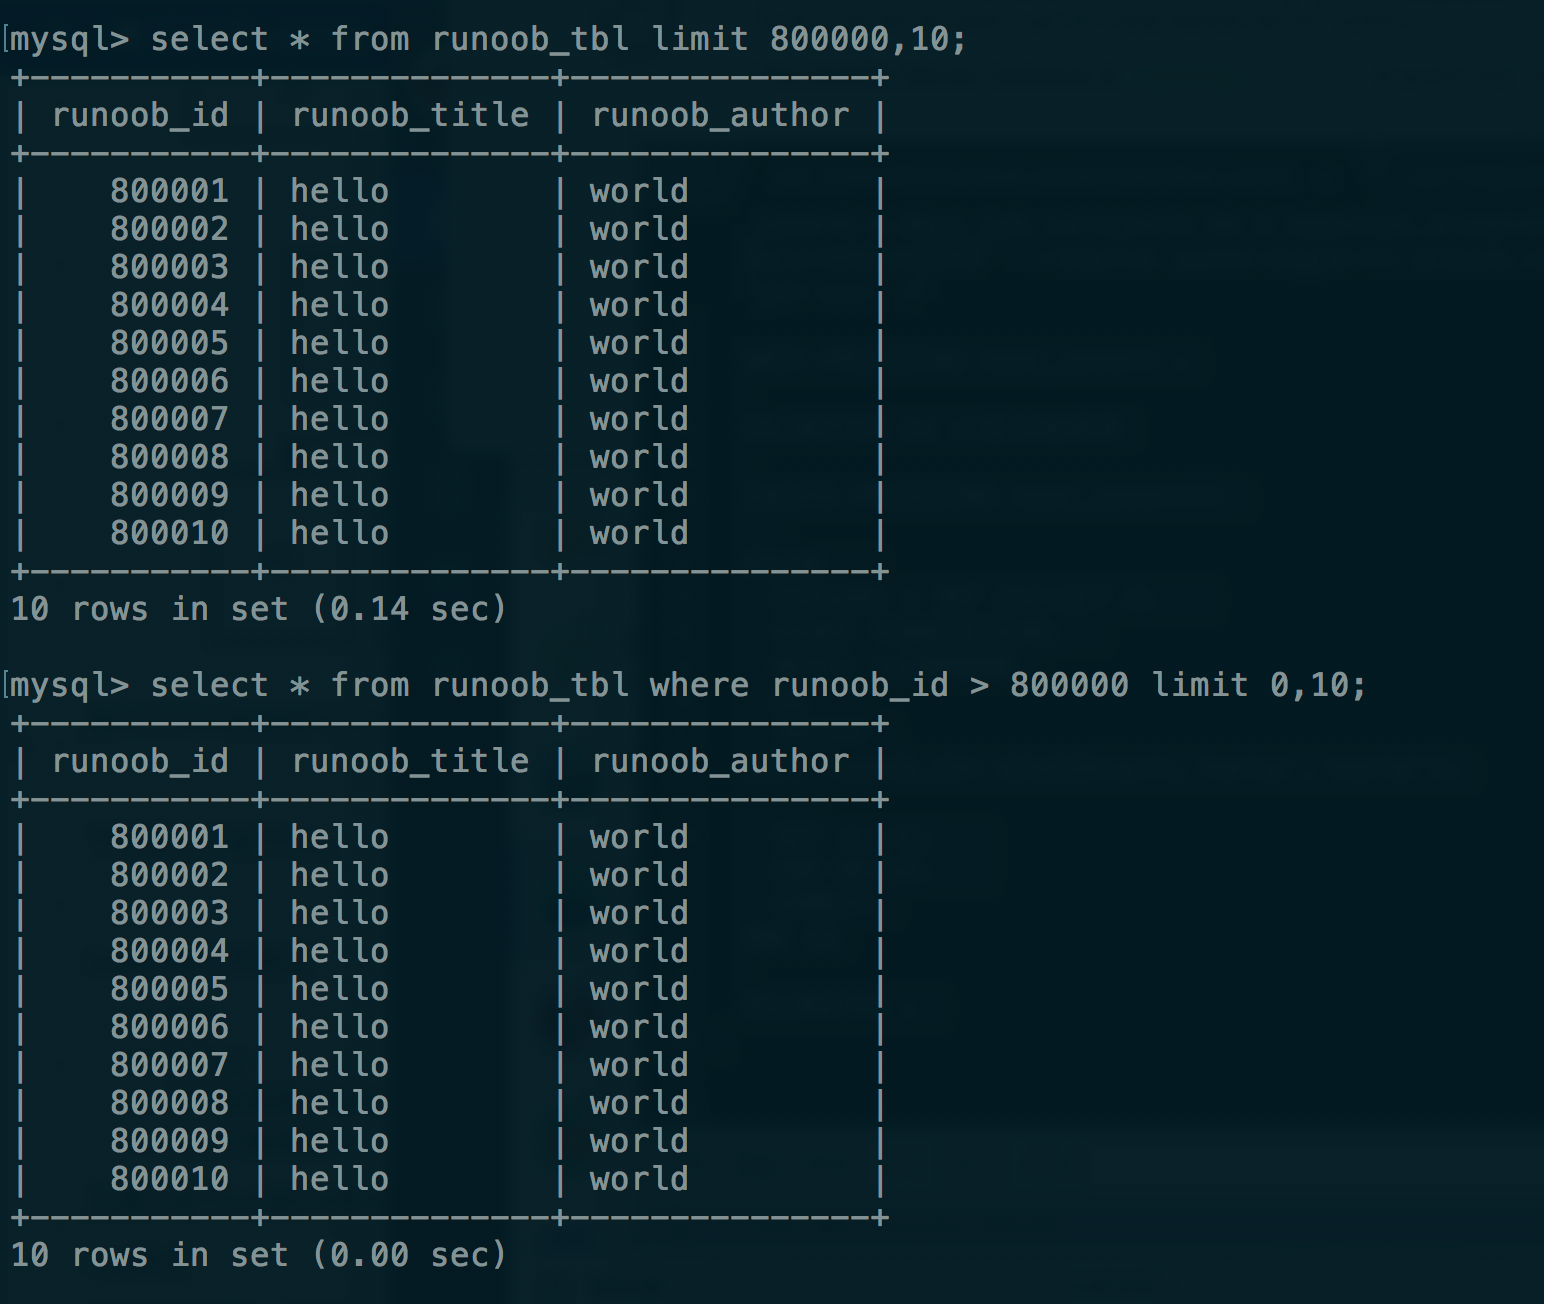 mysql> select * from runoob_tbl limit 800000,10;
+-----------+--------------+---------------+
| runoob_id | runoob_title | runoob_author |
+-----------+--------------+---------------+
|    800001 | hello        | world         |
|    800002 | hello        | world         |
|    800003 | hello        | world         |
|    800004 | hello        | world         |
|    800005 | hello        | world         |
|    800006 | hello        | world         |
|    800007 | hello        | world         |
|    800008 | hello        | world         |
|    800009 | hello        | world         |
|    800010 | hello        | world         |
+-----------+--------------+---------------+
10 rows in set (0.14 sec)
mysql> select * from runoob_tbl where runoob_id > 800000 limit 0,10;
+-----------+--------------+---------------+
| runoob_id | runoob_title | runoob_author |
+-----------+--------------+---------------+
|    800001 | hello        | world         |
|    800002 | hello        | world         |
|    800003 | hello        | world         |
|    800004 | hello        | world         |
|    800005 | hello        | world         |
|    800006 | hello        | world         |
|    800007 | hello        | world         |
|    800008 | hello        | world         |
|    800009 | hello        | world         |
|    800010 | hello        | world         |
+-----------+--------------+---------------+
10 rows in set (0.00 sec)